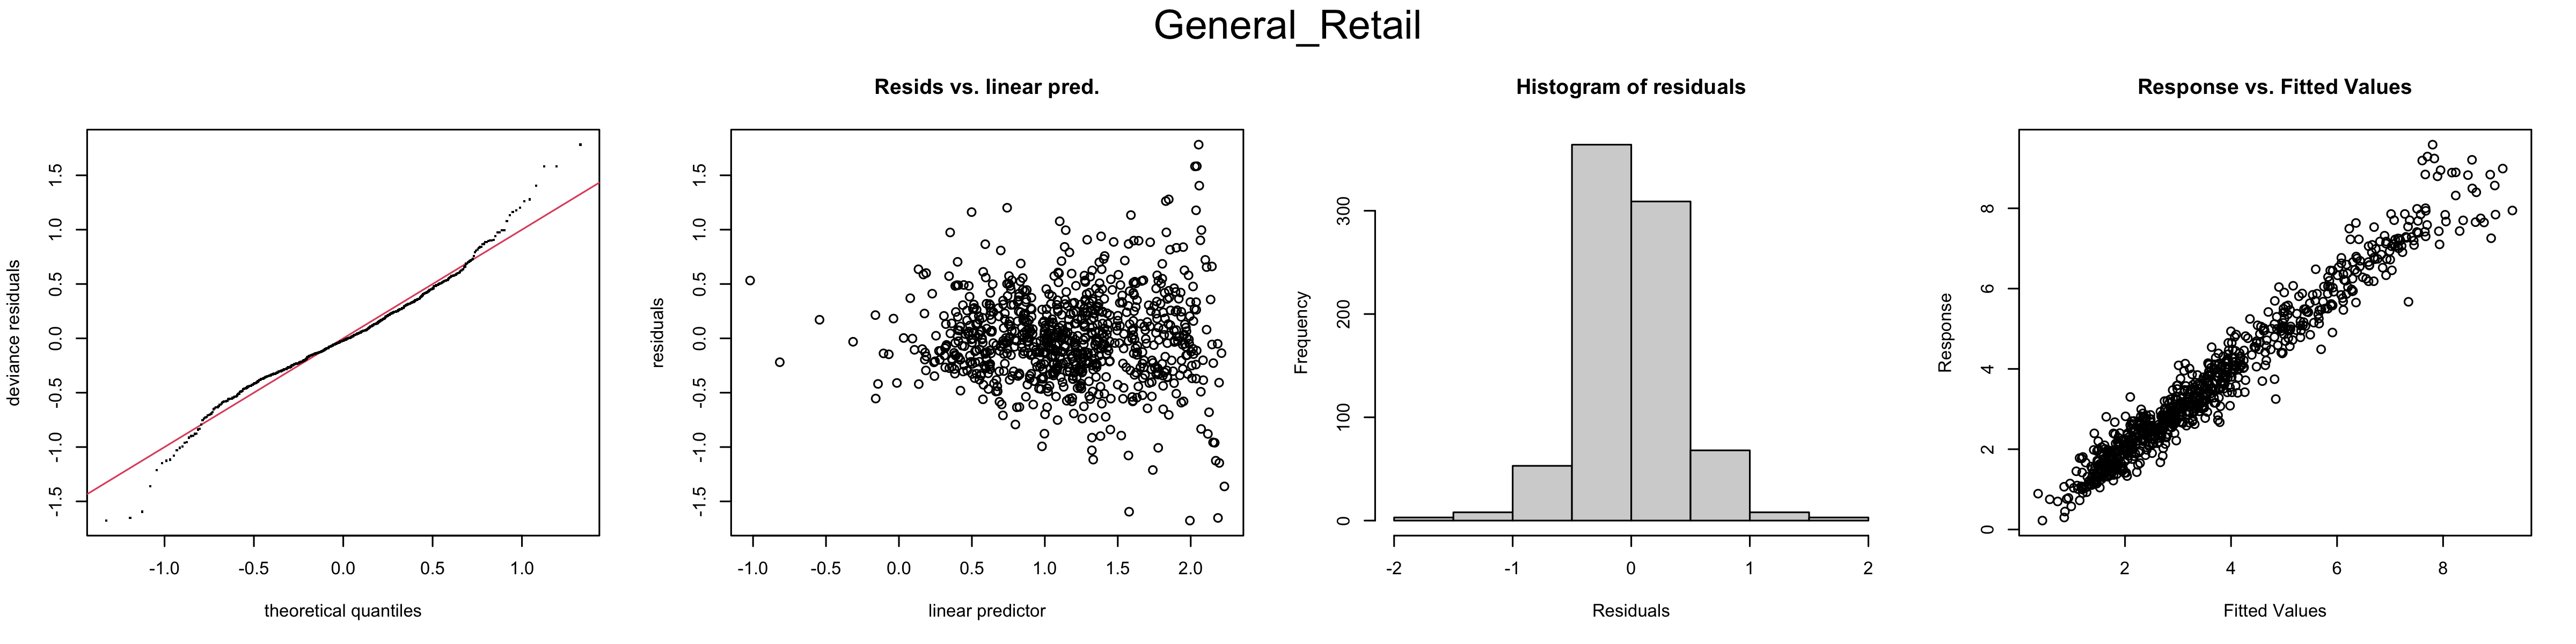 General_Retail
deviance residuals
1.5
1.0
0.5
0.0
-0.5
-1.0
-1.5
-1.0 -0.5 0.0 0.5 1.0
theoretical quantiles
Resids vs. linear pred.
residuals
1.5
1.0
0.5
0.0
-0.5
-1.0
-1.5
-1.0 -0.5 0.0 0.5 1.0 1.5 2.0
linear predictor
Histogram of residuals
Frequency
300
200
100
0
-2 -1 0 1 2
Residuals
Response vs. Fitted Values
Response
8
6
4
2
0
2 4 6 8
Fitted Values